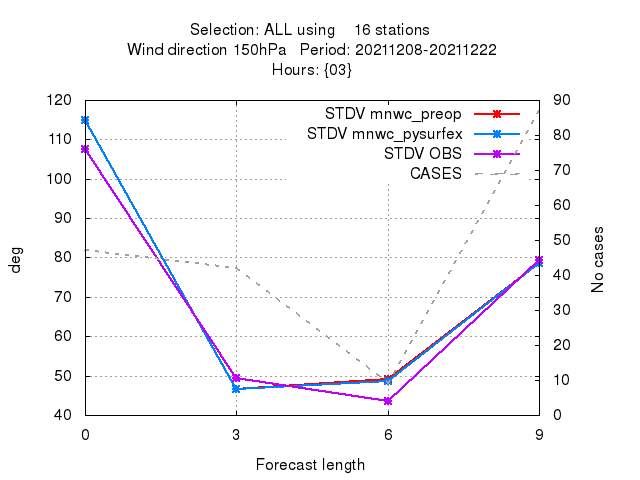 Selection: ALL using    16 stations
Wind direction 150hPa   Period: 20211208-20211222
Hours: {03}
120
110
100
90
80
70
60
50
40
deg
STDV mnwc_preop
STDV mnwc_pysurfex
STDV OBS
CASES
90
80
70
60
50
40
30
20
10
0
No cases
0 3 6 9
Forecast length